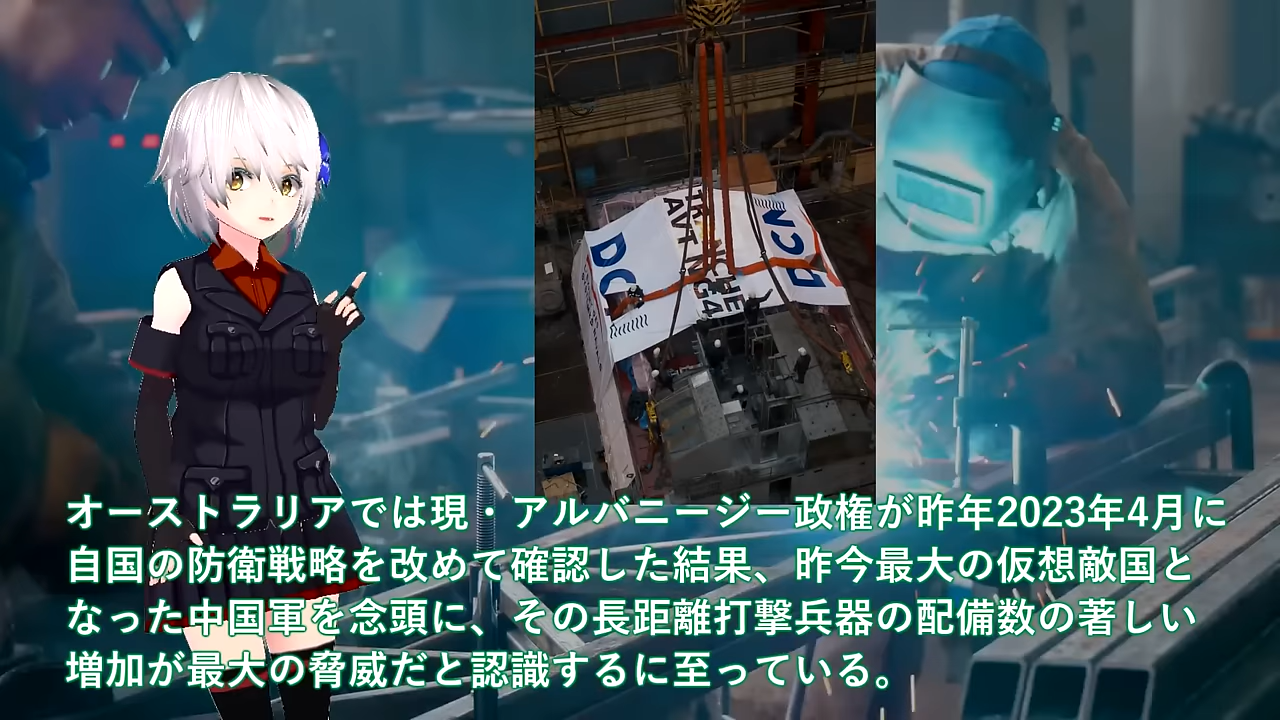 オーストラリアでは現・アルバニージー政権が昨年2023年4月に
自国の防衛戦略を改めて確認した結果、昨今最大の仮想敵国と
なった中国軍を念頭に、その長距離打撃兵器の配備数の著しい
増加が最大の脅威だと認識するに至っている。